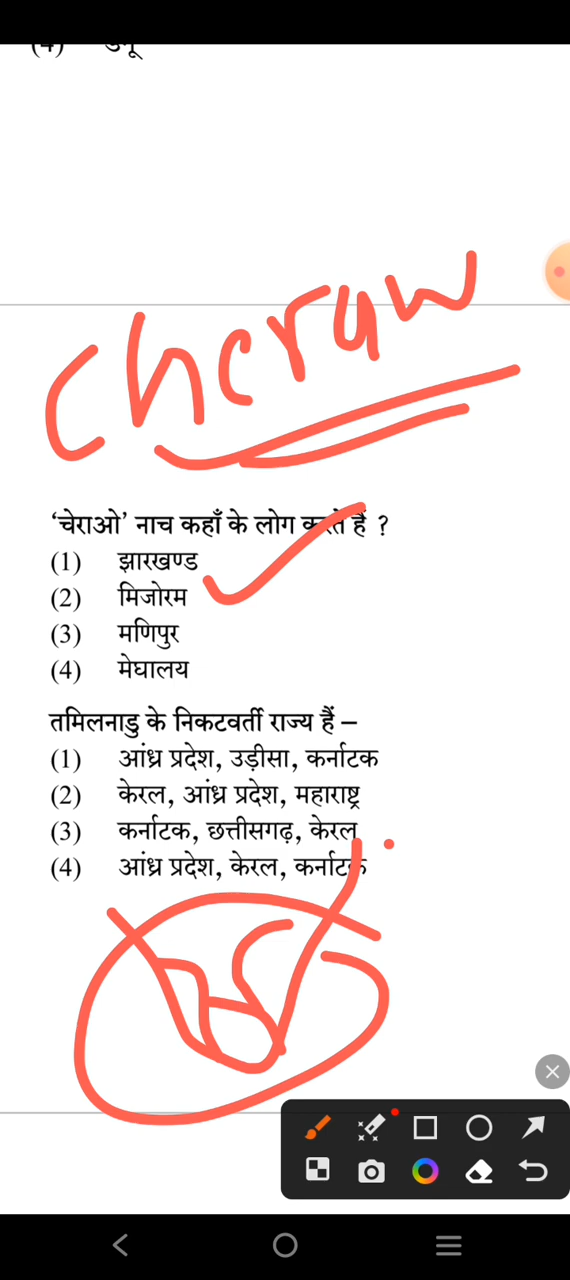 Cheraw
‘चेराओ’ नाच कहाँ के लोग करते हैं ?
(1) झारखण्ड
(2) मिजोरम
(3) मणिपुर
(4) मेघालय
तमिलनाडु के निकटवर्ती राज्य हैं –
(1) आंध्र प्रदेश, उड़ीसा, कर्नाटक
(2) केरल, आंध्र प्रदेश, महाराष्ट्र
(3) कर्नाटक, छत्तीसगढ़, केरल
(4) आंध्र प्रदेश, केरल, कर्नाटक